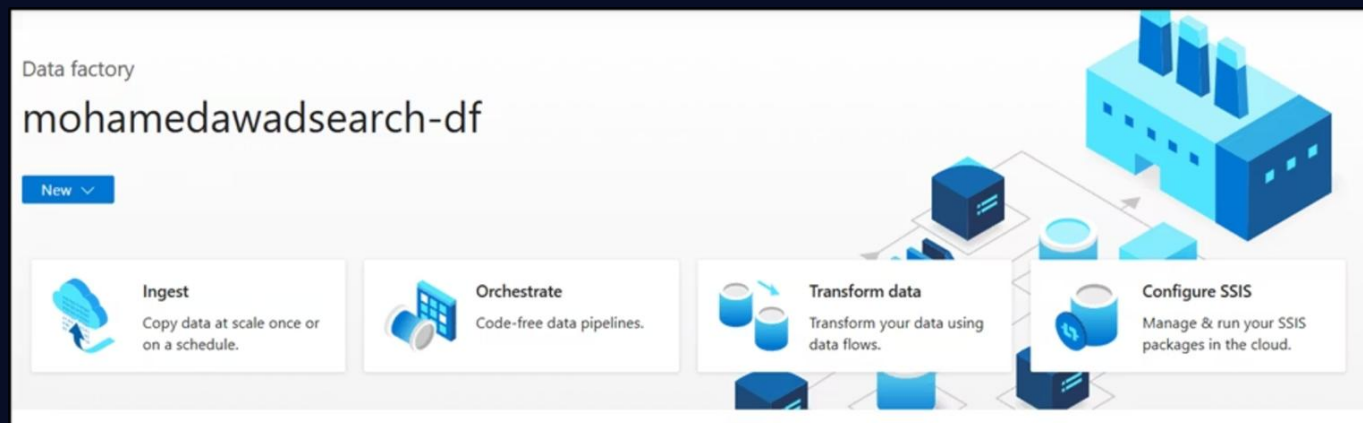 Data factory
mohamedawadsearch-df
New
Ingest
Copy data at scale once or
on a schedule.
Orchestrate
Code-free data pipelines.
Transform data
Transform your data using
data flows.
Configure SSIS
Manage & run your SSIS
packages in the cloud.